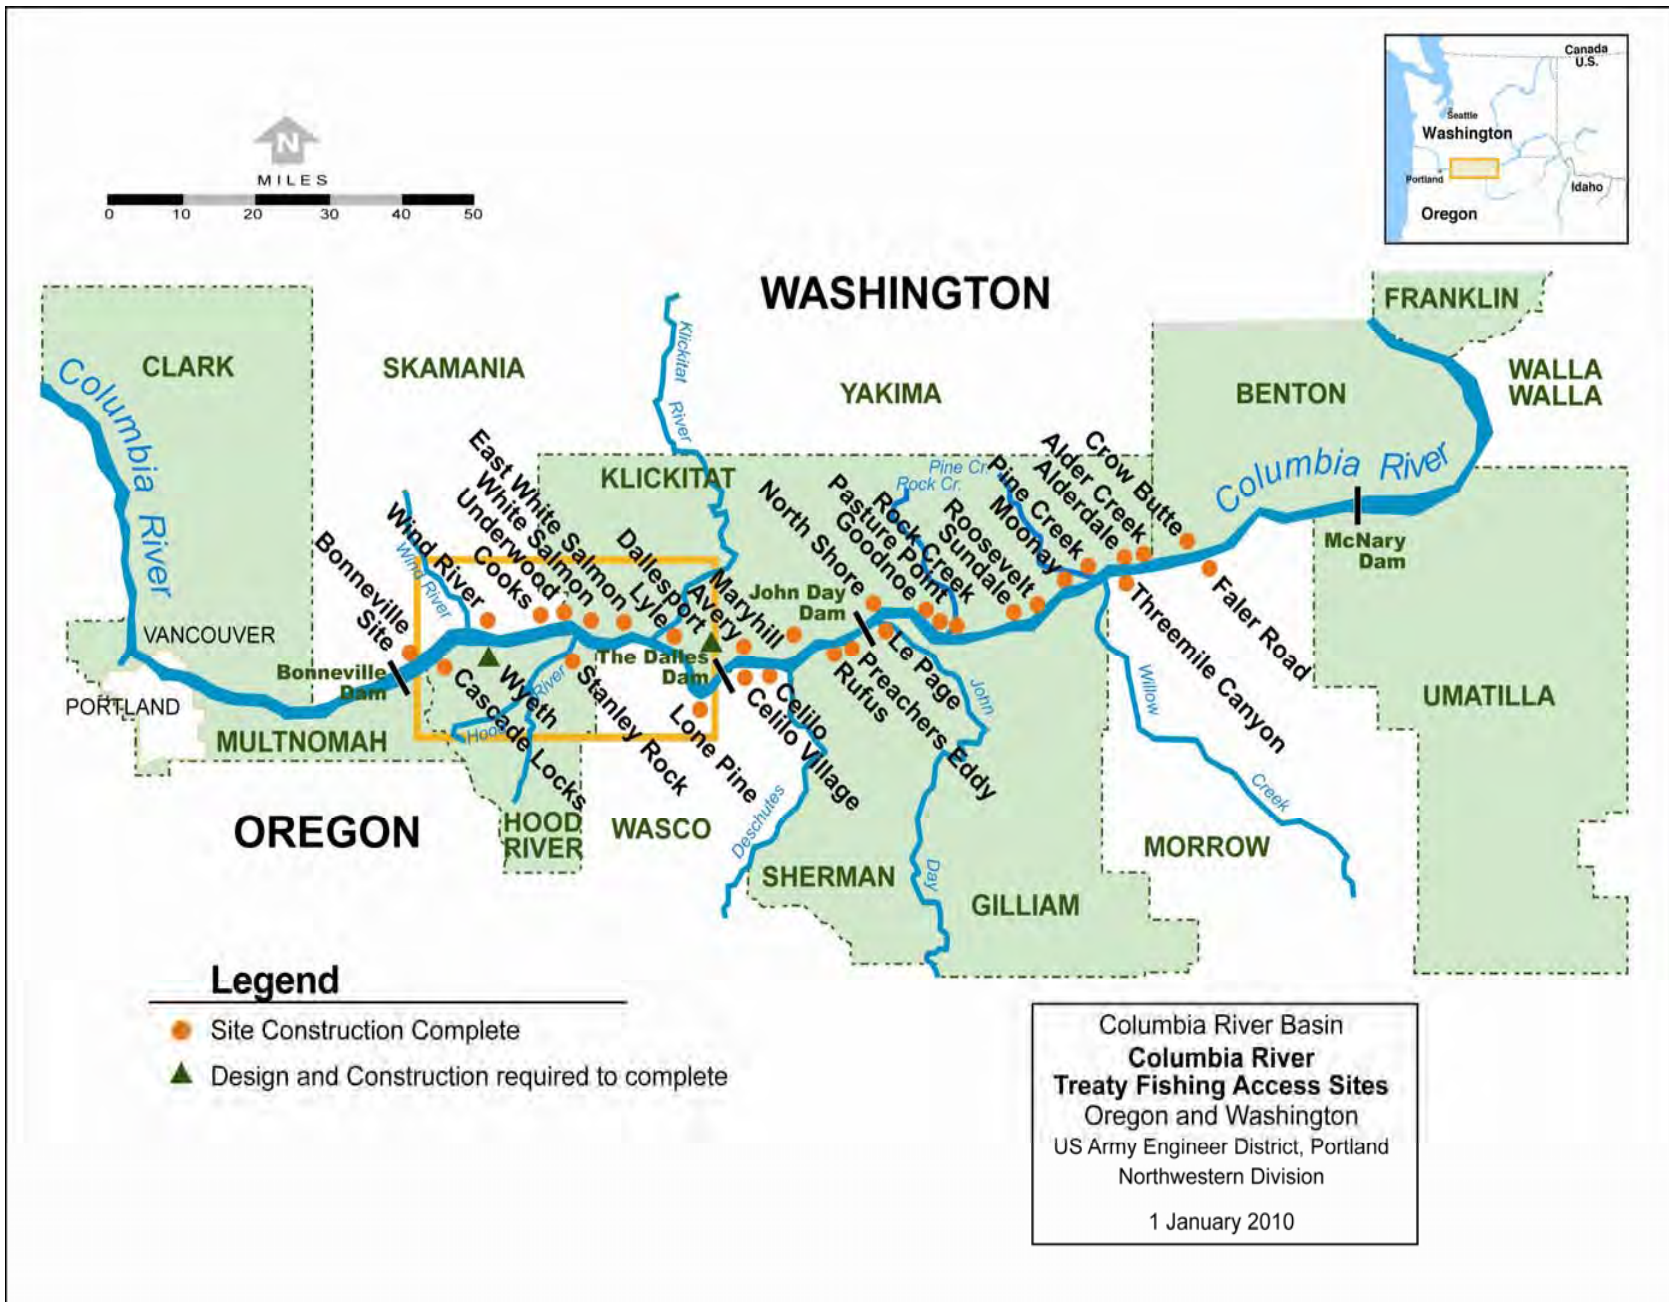 Canada
U.S.
Seattle
Washington
Portland
Idaho
Oregon
N
MILES
0 10 20 30 40 50
WASHINGTON
FRANKLIN
CLARK
SKAMANIA
YAKIMA
BENTON
WALLA
WALLA
KLICKITAT
Columbia River
Klickitat River
Columbia River
Pine Cr.
Rock Cr.
Wind River
Bonneville
Site
Wind River
Cooks
Underwood
White Salmon
East White Salmon
Lyle
Dallesport
Avery
Maryhill
North Shore
Goodnoe
Pasture Point
Rock Creek
Sundale
Roosevelt
Moonay
Pine Creek
Alderdale
Alder Creek
Crow Butte
McNary
Dam
John Day
Dam
The Dalles
Dam
Bonneville
Dam
VANCOUVER
PORTLAND
Cascade Locks
Wyeth
Stanley Rock
Lone Pine
Celilo Village
Celilo
Rufus
Preachers Eddy
Le Page
Threemile Canyon
Faler Road
Hood River
Deschutes
John Day
Willow Creek
MULTNOMAH
OREGON
HOOD
RIVER
WASCO
SHERMAN
GILLIAM
MORROW
UMATILLA
Legend
Site Construction Complete
Design and Construction required to complete
Columbia River Basin
Columbia River
Treaty Fishing Access Sites
Oregon and Washington
US Army Engineer District, Portland
Northwestern Division
1 January 2010